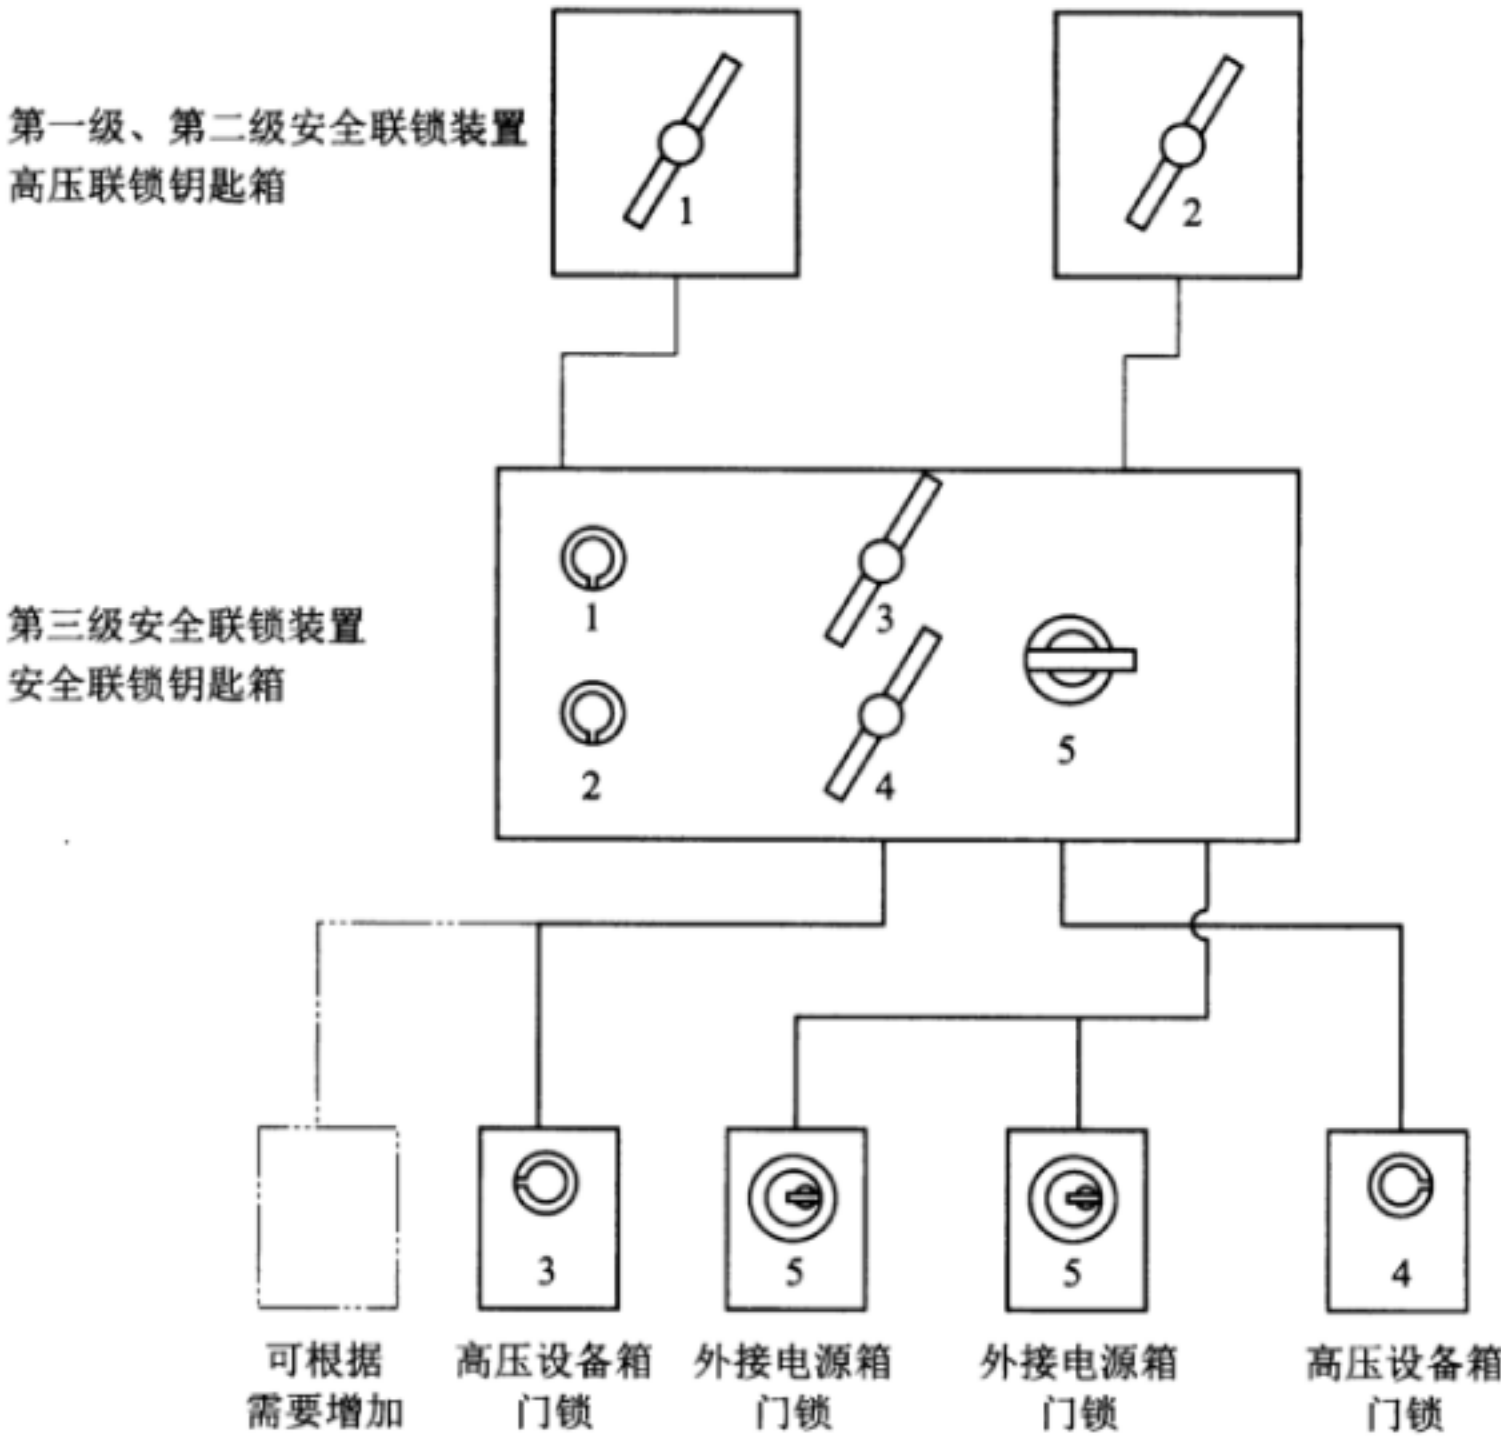 第一级、第二级安全联锁装置
高压联锁钥匙箱
1
2
第三级安全联锁装置
安全联锁钥匙箱
1
2
3
4
5
3
5
5
4
可根据
需要增加
高压设备箱
门锁
外接电源箱
门锁
外接电源箱
门锁
高压设备箱
门锁